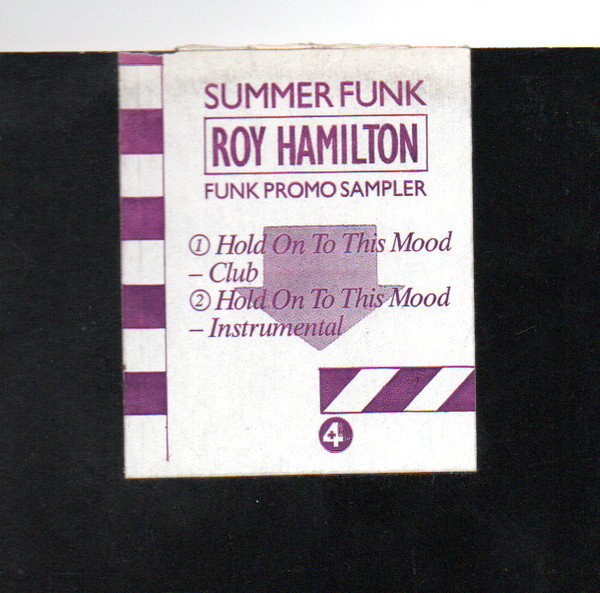 SUMMER FUNK
ROY HAMILTON
FUNK PROMO SAMPLER
① Hold On To This Mood
– Club
② Hold On To This Mood
– Instrumental
4